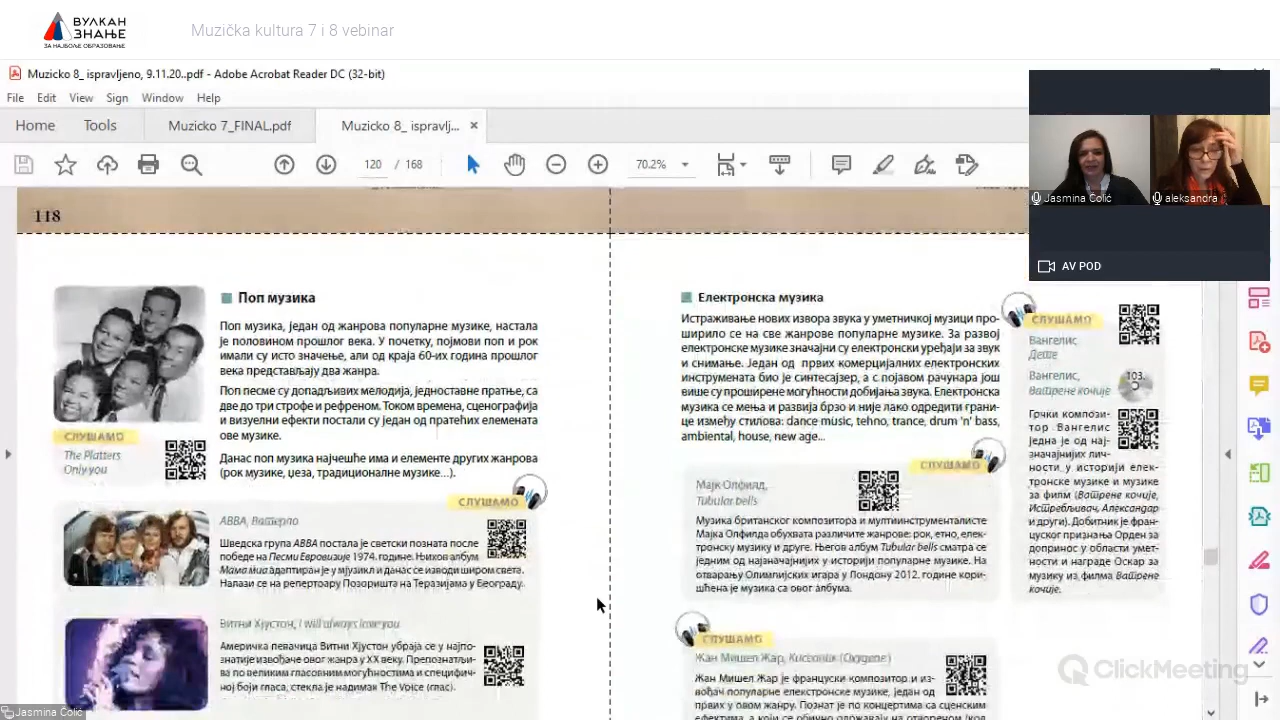 ВУЛКАН
ЗНАЊЕ
ЗА НАЈБОЉЕ ОБРАЗОВАЊЕ
Muzička kultura 7 i 8 vebinar
Muzicko 8_ ispravljeno, 9.11.20..pdf - Adobe Acrobat Reader DC (32-bit)
File Edit View Sign Window Help
Home Tools Muzicko 7_FINAL.pdf Muzicko 8_ ispravlj... ×
120 / 168 70.2%
Jasmina Čolić aleksandra
AV POD
118
Поп музика
Поп музика, један од жанрова популарне музике, настала
је половином прошлог века. У почетку, појмови поп и рок
имали су исто значење, али од краја 60-их година прошлог
века представљају два жанра.
Поп песме су допадљивих мелодија, једноставне пратње, са
две до три строфе и рефреном. Током времена, сценографија
и визуелни ефекти постали су један од пратећих елемената
ове музике.
Данас поп музика најчешће има и елементе других жанрова
(рок музике, џеза, традиционалне музике...).
СЛУШАМО
The Platters
Only you
СЛУШАМО
ABBA, Ватерло
Шведска група ABBA постала је светски позната после
победе на Песми Евровизије 1974. године. Њихов албум
Мама миа адаптиран је у мјузикл и данас се изводи широм света.
Налази се на репертоару Позоришта на Теразијама у Београду.
Витни Хјустон, I will always love you
Америчка певачица Витни Хјустон убраја се у најпо-
знатије извођаче овог жанра у XX веку. Препознатљи-
ва по великим гласовним могућностима и специфич-
ној боји гласа, стекла је надимак The Voice (глас).
Електронска музика
Истраживање нових извора звука у уметничкој музици про-
ширило се на све жанрове популарне музике. За развој
електронске музике значајни су електронски уређаји за звук
и снимање. Један од првих комерцијалних електронских
инструмената био је синтесајзер, а с појавом рачунара још
више су проширене могућности добијања звука. Електронска
музика се мења и развија брзо и није лако одредити грани-
це између стилова: dance music, tehno, trance, drum 'n' bass,
ambiental, house, new age...
СЛУШАМО
Мајк Олфилд,
Tubular bells
Музика британског композитора и мултиинструменталисте
Мајка Олфилда обухвата различите жанрове: рок, етно, елек-
тронску музику и друге. Његов албум Tubular bells сматра се
једним од најзначајнијих у историји популарне музике. На
отварању Олимпијских игара у Лондону 2012. године кори-
шћена је музика са овог албума.
СЛУШАМО
Жан Мишел Жар, Кисеоник (Oxygene)
Жан Мишел Жар је француски композитор и из-
вођач популарне електронске музике, један од
првих у овом жанру. Познат је по концертима са сценским
ефектима, а који се обично одржавају на отвореном (код
СЛУШАМО
Вангелис,
Деше
Вангелис,
Ватрене кочије
103.
Грчки компози-
тор Вангелис
једна је од нај-
значајнијих лич-
ности у историји елек-
тронске музике и музике
за филм (Ватрене кочије,
Истребљивач, Александар
и други). Добитник је фран-
цуског признања Орден за
допринос у области умет-
ности и награде Оскар за
музику из филма Ватрене
кочије.
ClickMeeting
Jasmina Čolić